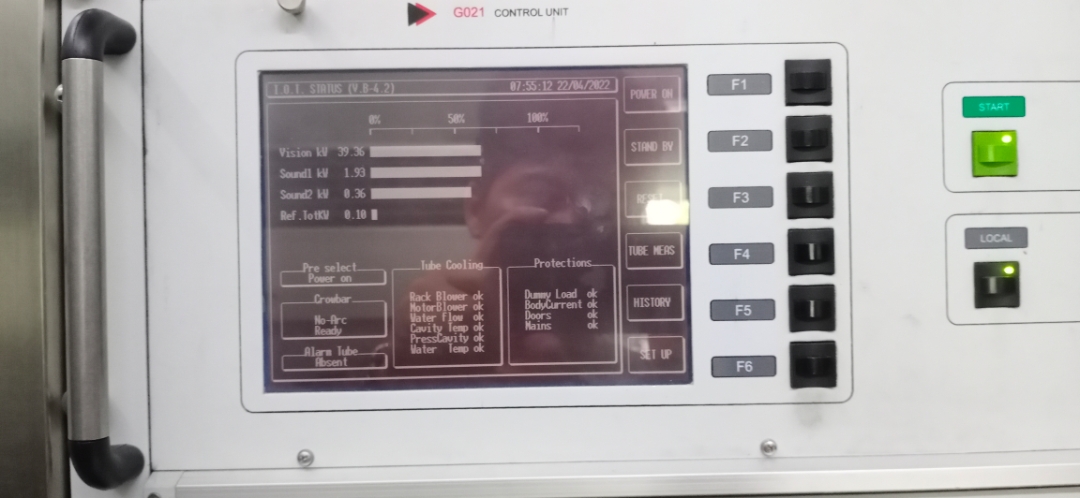 G021 CONTROL UNIT
I.O.I. STATUS (V.B-4.2) 07:55:12 22/04/2022
0% 50% 100%
Vision kW 39.36
Sound1 kW 1.93
Sound2 kW 0.36
Ref.TotKW 0.10
Pre select
Power on
Crowbar
No-Arc
Ready
Alarm Tube
Absent
Tube Cooling
Rack Blower ok
MotorBlower ok
Water flow ok
Cavity Temp ok
PressCavity ok
Water Temp ok
Protections
Dummy Load ok
BodyCurrent ok
Doors ok
Mains ok
POWER ON
STAND BY
TUBE MEAS
HISTORY
SET UP
F1
F2
F3
F4
F5
F6
START
LOCAL